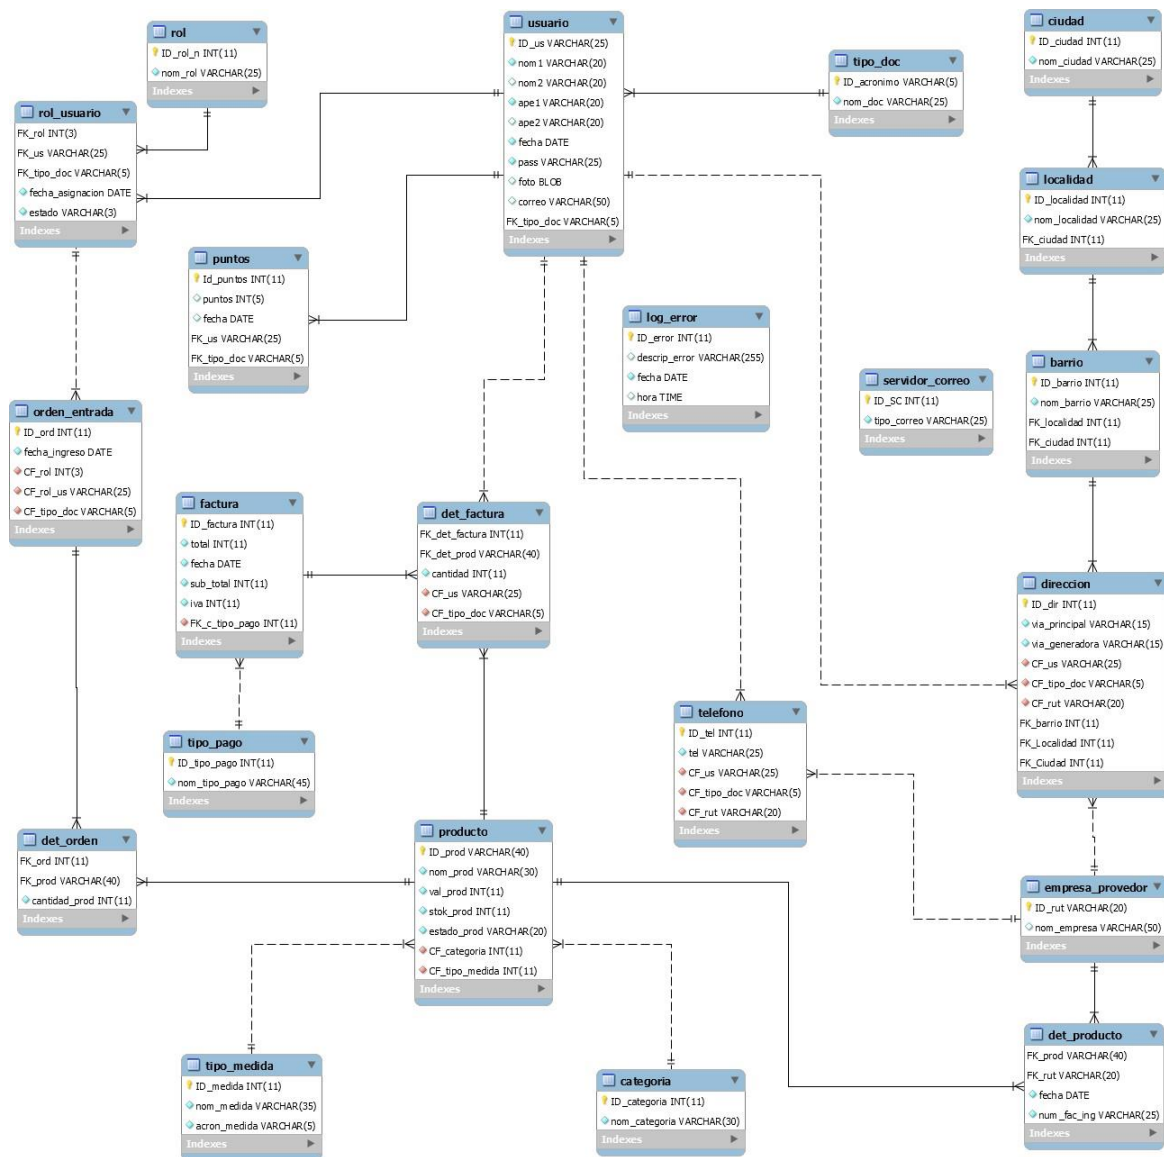 rol
ID_rol_n INT(11)
nom_rol VARCHAR(25)
Indexes
usuario
ID_us VARCHAR(25)
nom1 VARCHAR(20)
nom2 VARCHAR(20)
ape1 VARCHAR(20)
ape2 VARCHAR(20)
fecha DATE
pass VARCHAR(25)
foto BLOB
correo VARCHAR(50)
FK_tipo_doc VARCHAR(5)
Indexes
ciudad
ID_ciudad INT(11)
nom_ciudad VARCHAR(25)
Indexes
tipo_doc
ID_acronimo VARCHAR(5)
nom_doc VARCHAR(25)
Indexes
rol_usuario
FK_rol INT(3)
FK_us VARCHAR(25)
FK_tipo_doc VARCHAR(5)
fecha_asignacion DATE
estado VARCHAR(3)
Indexes
localidad
ID_localidad INT(11)
nom_localidad VARCHAR(25)
FK_ciudad INT(11)
Indexes
puntos
Id_puntos INT(11)
puntos INT(5)
fecha DATE
FK_us VARCHAR(25)
FK_tipo_doc VARCHAR(5)
Indexes
log_error
ID_error INT(11)
descrip_error VARCHAR(255)
fecha DATE
hora TIME
Indexes
servidor_correo
ID_SC INT(11)
tipo_correo VARCHAR(25)
Indexes
barrio
ID_barrio INT(11)
nom_barrio VARCHAR(25)
FK_localidad INT(11)
FK_ciudad INT(11)
Indexes
orden_entrada
ID_ord INT(11)
fecha_ingreso DATE
CF_rol INT(3)
CF_rol_us VARCHAR(25)
CF_tipo_doc VARCHAR(5)
Indexes
factura
ID_factura INT(11)
total INT(11)
fecha DATE
sub_total INT(11)
iva INT(11)
FK_c_tipo_pago INT(11)
Indexes
det_factura
FK_det_factura INT(11)
FK_det_prod VARCHAR(40)
cantidad INT(11)
CF_us VARCHAR(25)
CF_tipo_doc VARCHAR(5)
Indexes
direccion
ID_dir INT(11)
via_principal VARCHAR(15)
via_generadora VARCHAR(15)
CF_us VARCHAR(25)
CF_tipo_doc VARCHAR(5)
CF_rut VARCHAR(20)
FK_barrio INT(11)
FK_Localidad INT(11)
FK_Ciudad INT(11)
Indexes
telefono
ID_tel INT(11)
tel VARCHAR(25)
CF_us VARCHAR(25)
CF_tipo_doc VARCHAR(5)
CF_rut VARCHAR(20)
Indexes
tipo_pago
ID_tipo_pago INT(11)
nom_tipo_pago VARCHAR(45)
Indexes
det_orden
FK_ord INT(11)
FK_prod VARCHAR(40)
cantidad_prod INT(11)
Indexes
producto
ID_prod VARCHAR(40)
nom_prod VARCHAR(30)
val_prod INT(11)
stok_prod INT(11)
estado_prod VARCHAR(20)
CF_categoria INT(11)
CF_tipo_medida INT(11)
Indexes
empresa_provedor
ID_rut VARCHAR(20)
nom_empresa VARCHAR(50)
Indexes
det_producto
FK_prod VARCHAR(40)
FK_rut VARCHAR(20)
fecha DATE
num_fac_ing VARCHAR(25)
Indexes
tipo_medida
ID_medida INT(11)
nom_medida VARCHAR(35)
acron_medida VARCHAR(5)
Indexes
categoria
ID_categoria INT(11)
nom_categoria VARCHAR(30)
Indexes